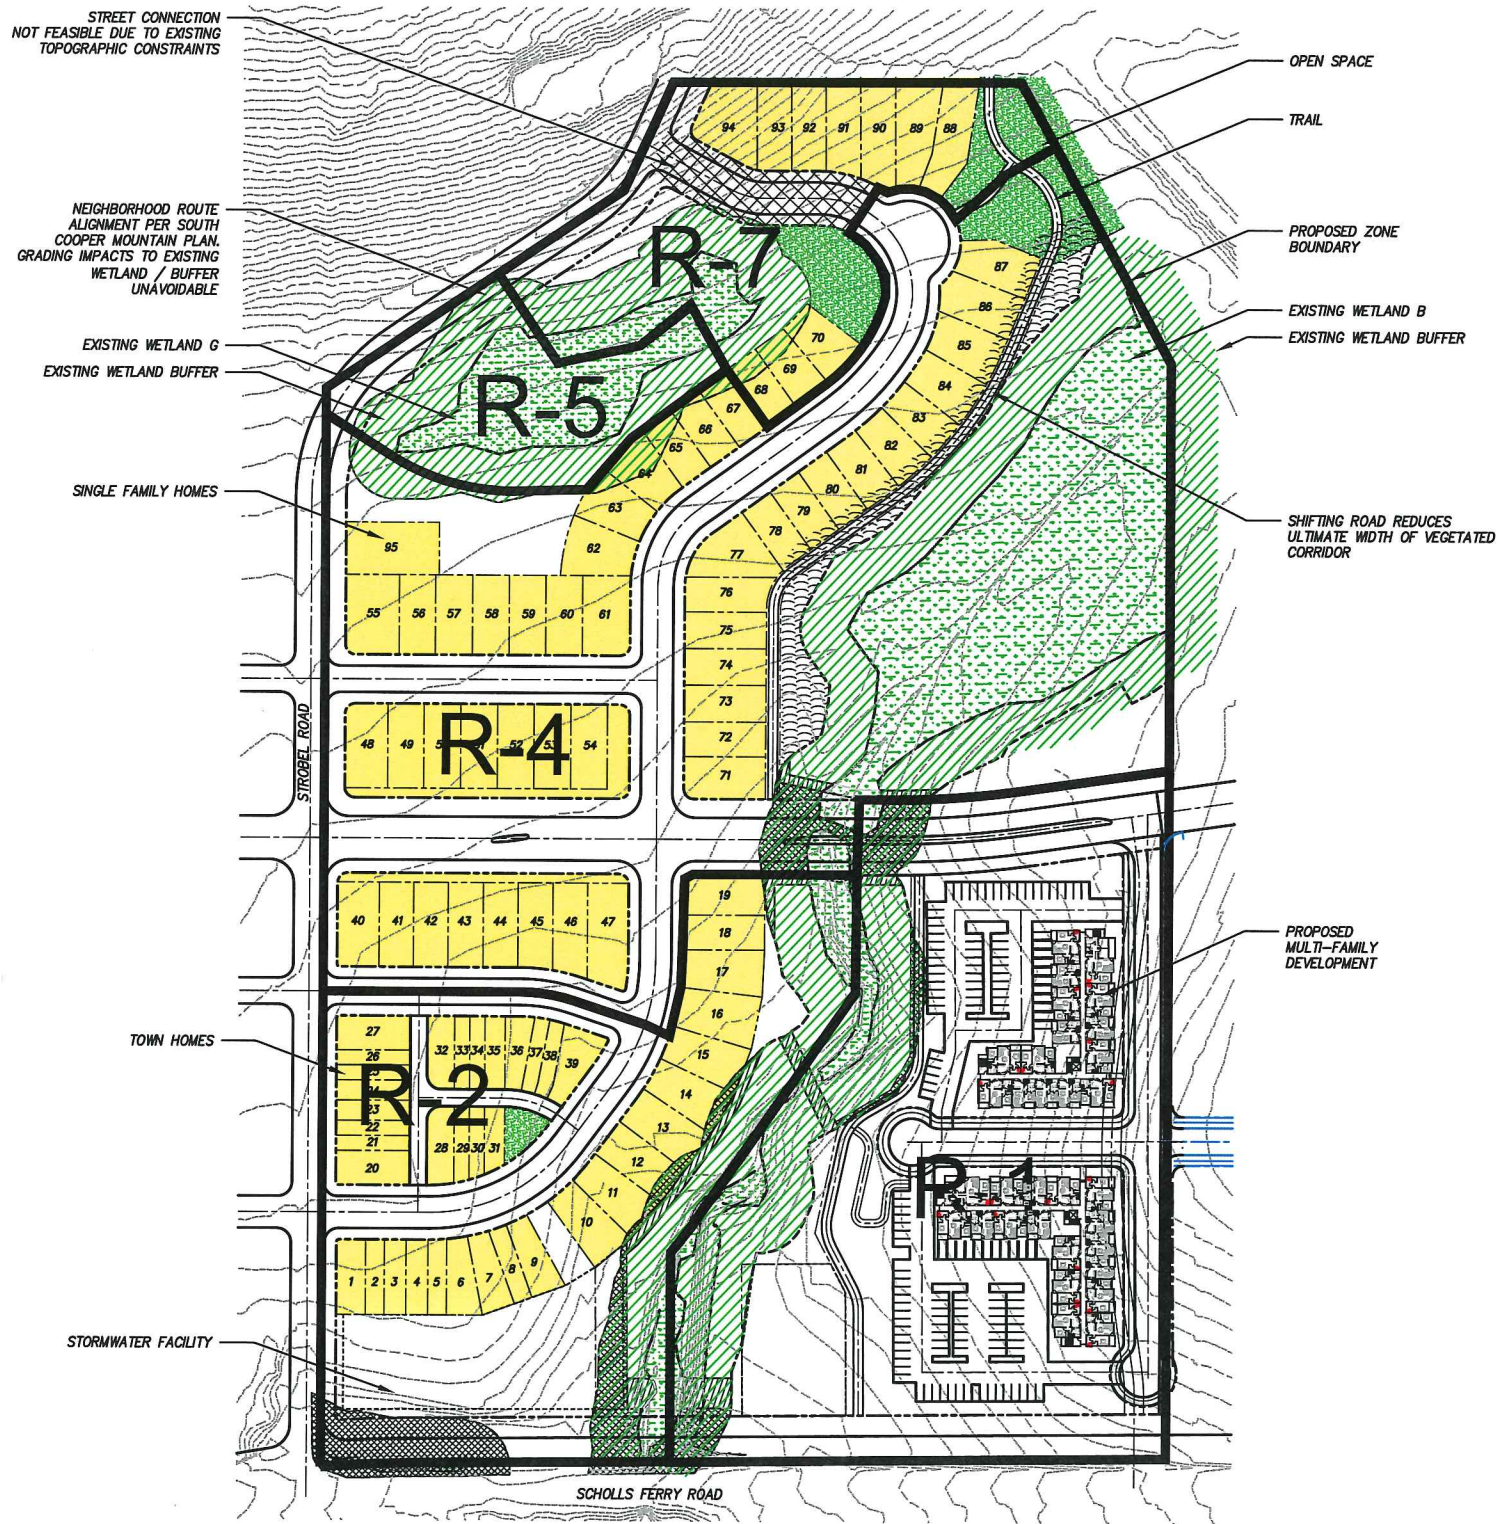 STREET CONNECTION
NOT FEASIBLE DUE TO EXISTING
TOPOGRAPHIC CONSTRAINTS
OPEN SPACE
TRAIL
94 93 92 91 90 89 88
NEIGHBORHOOD ROUTE
ALIGNMENT PER SOUTH
COOPER MOUNTAIN PLAN.
GRADING IMPACTS TO EXISTING
WETLAND / BUFFER
UNAVOIDABLE
PROPOSED ZONE
BOUNDARY
R-7
87
86
EXISTING WETLAND B
EXISTING WETLAND BUFFER
EXISTING WETLAND G
EXISTING WETLAND BUFFER
R-5
70
69
68
67
66
65
64
63
62
85
84
83
82
81
80
79
78
77
76
75
74
73
72
71
SINGLE FAMILY HOMES
SHIFTING ROAD REDUCES
ULTIMATE WIDTH OF VEGETATED
CORRIDOR
95
55 56 57 58 59 60 61
STROBEL ROAD
48 49 52 53 54
R-4
40 41 42 43 44 45 46 47
19
18
17
16
15
14
13
12
11
10
PROPOSED
MULTI-FAMILY
DEVELOPMENT
TOWN HOMES
27
26
23
22
21
20
R-2
32 33 34 35 36 37 38 39
28 29 30 31
1 2 3 4 5 6 7 8 9
STORMWATER FACILITY
SCHOLLS FERRY ROAD